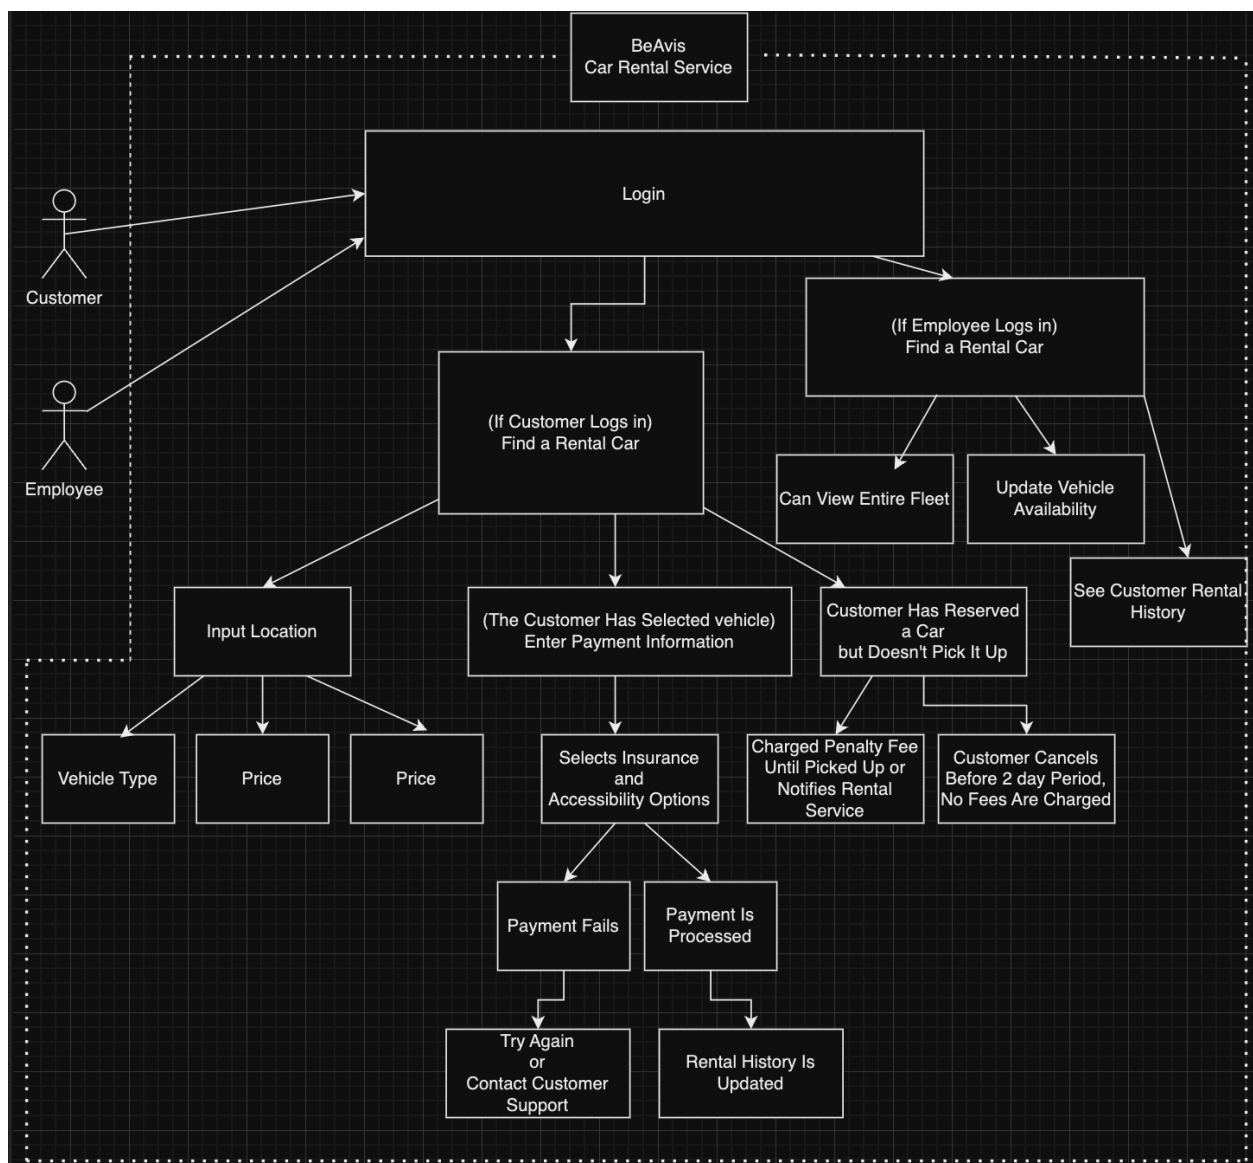 BeAvis
Car Rental Service
Login
Customer
(If Employee Logs in)
Find a Rental Car
(If Customer Logs in)
Find a Rental Car
Employee
Can View Entire Fleet
Update Vehicle
Availability
See Customer Rental
History
Input Location
(The Customer Has Selected vehicle)
Enter Payment Information
Customer Has Reserved
a Car
but Doesn't Pick It Up
Vehicle Type
Price
Price
Selects Insurance
and
Accessibility Options
Charged Penalty Fee
Until Picked Up or
Notifies Rental
Service
Customer Cancels
Before 2 day Period,
No Fees Are Charged
Payment Fails
Payment Is
Processed
Try Again
or
Contact Customer
Support
Rental History Is
Updated